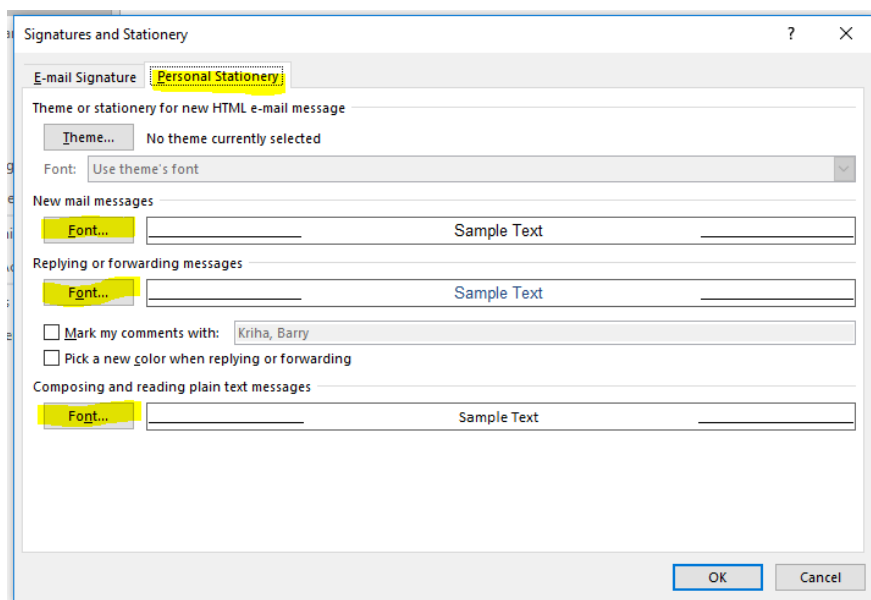 Signatures and Stationery ? X
E-mail Signature Personal Stationery
Theme or stationery for new HTML e-mail message
Theme... No theme currently selected
Font: Use theme's font
New mail messages
Font... Sample Text
Replying or forwarding messages
Font... Sample Text
Mark my comments with: Kriha, Barry
Pick a new color when replying or forwarding
Composing and reading plain text messages
Font... Sample Text
OK Cancel